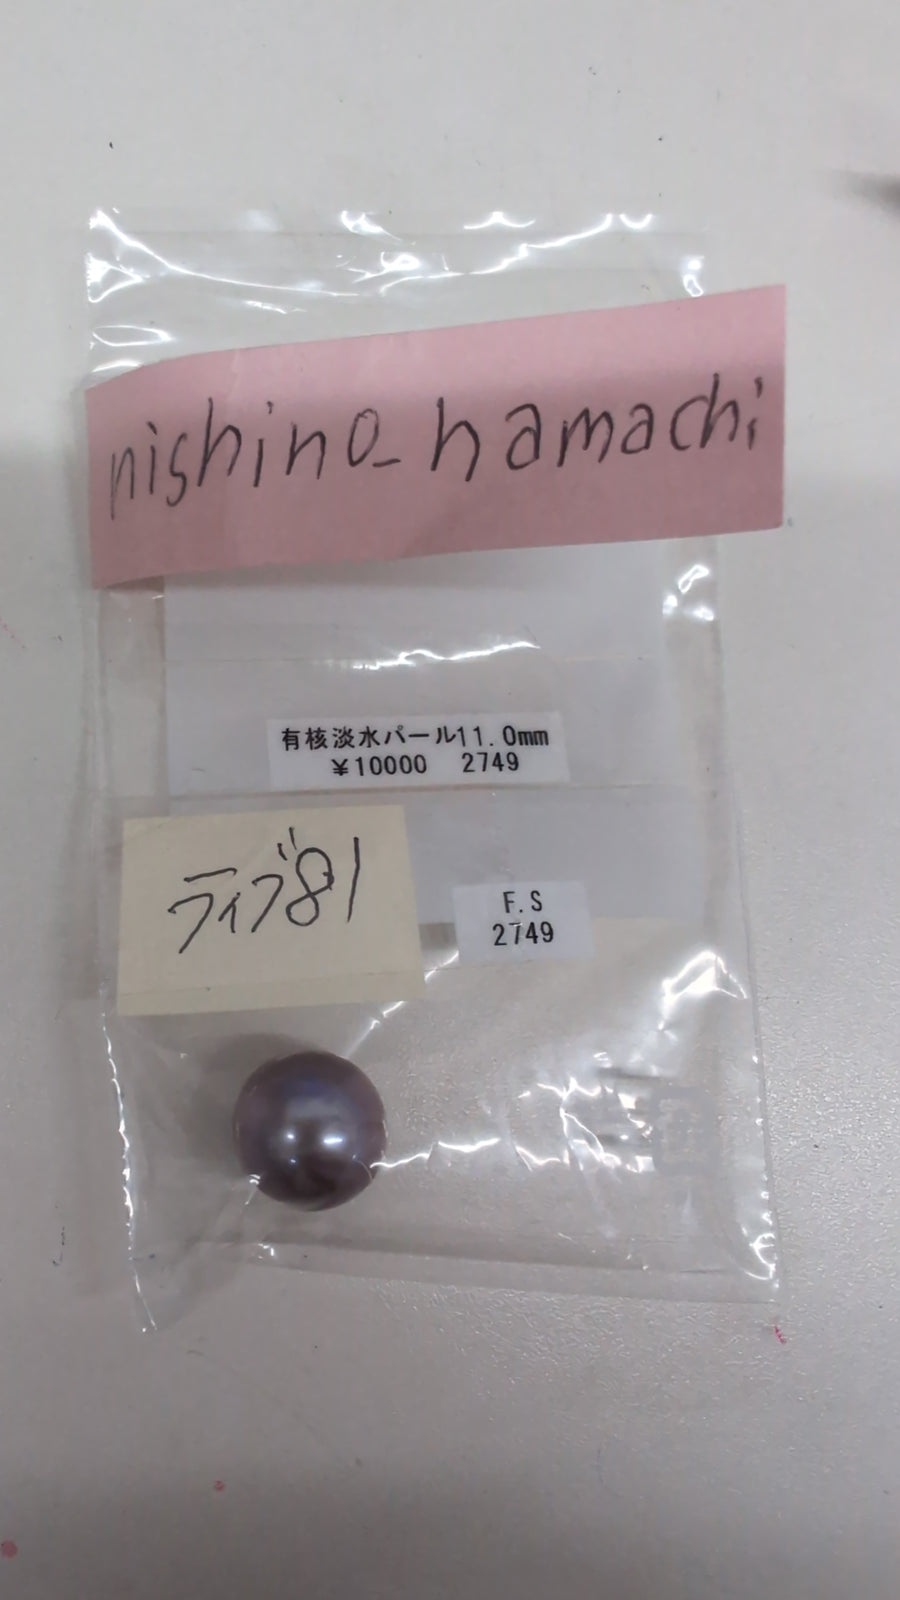 nishino_hamachi
有核淡水パール11.0mm
￥10000 2749
ライブ81
F.S
2749